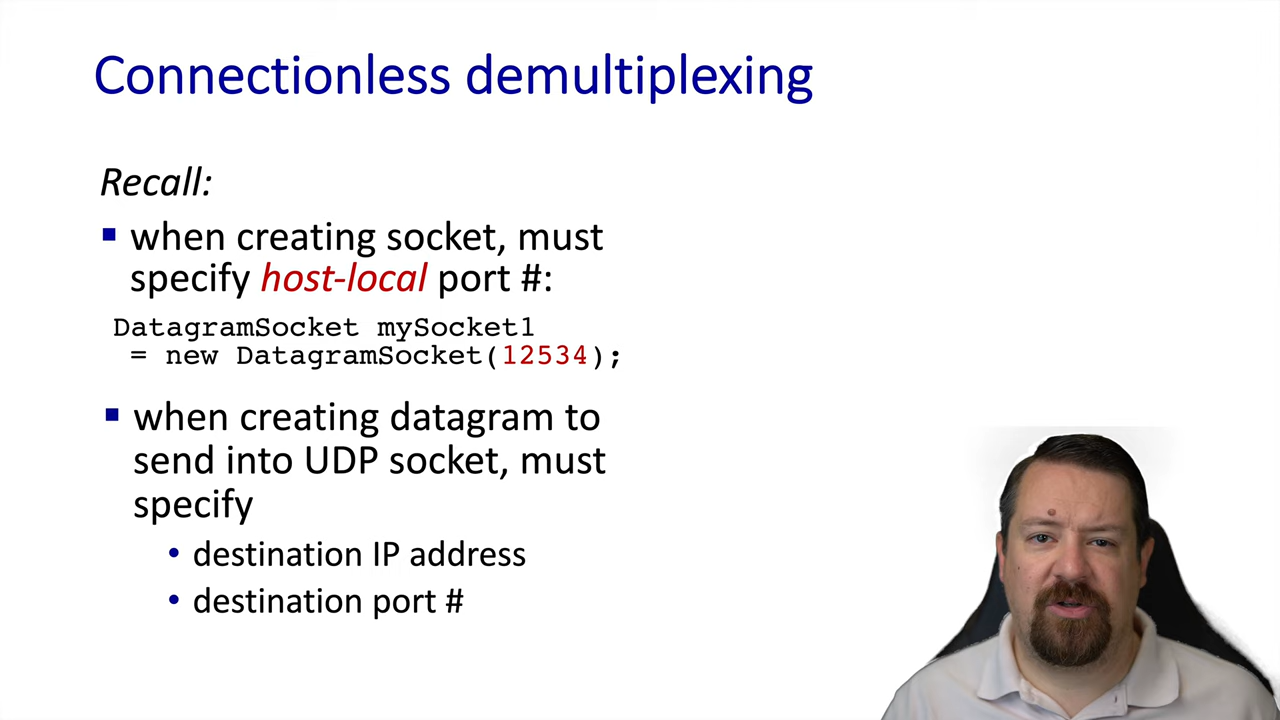 Connectionless demultiplexing
Recall:
▪ when creating socket, must
specify host-local port #:
DatagramSocket mySocket1
= new DatagramSocket(12534);
▪ when creating datagram to
send into UDP socket, must
specify
• destination IP address
• destination port #